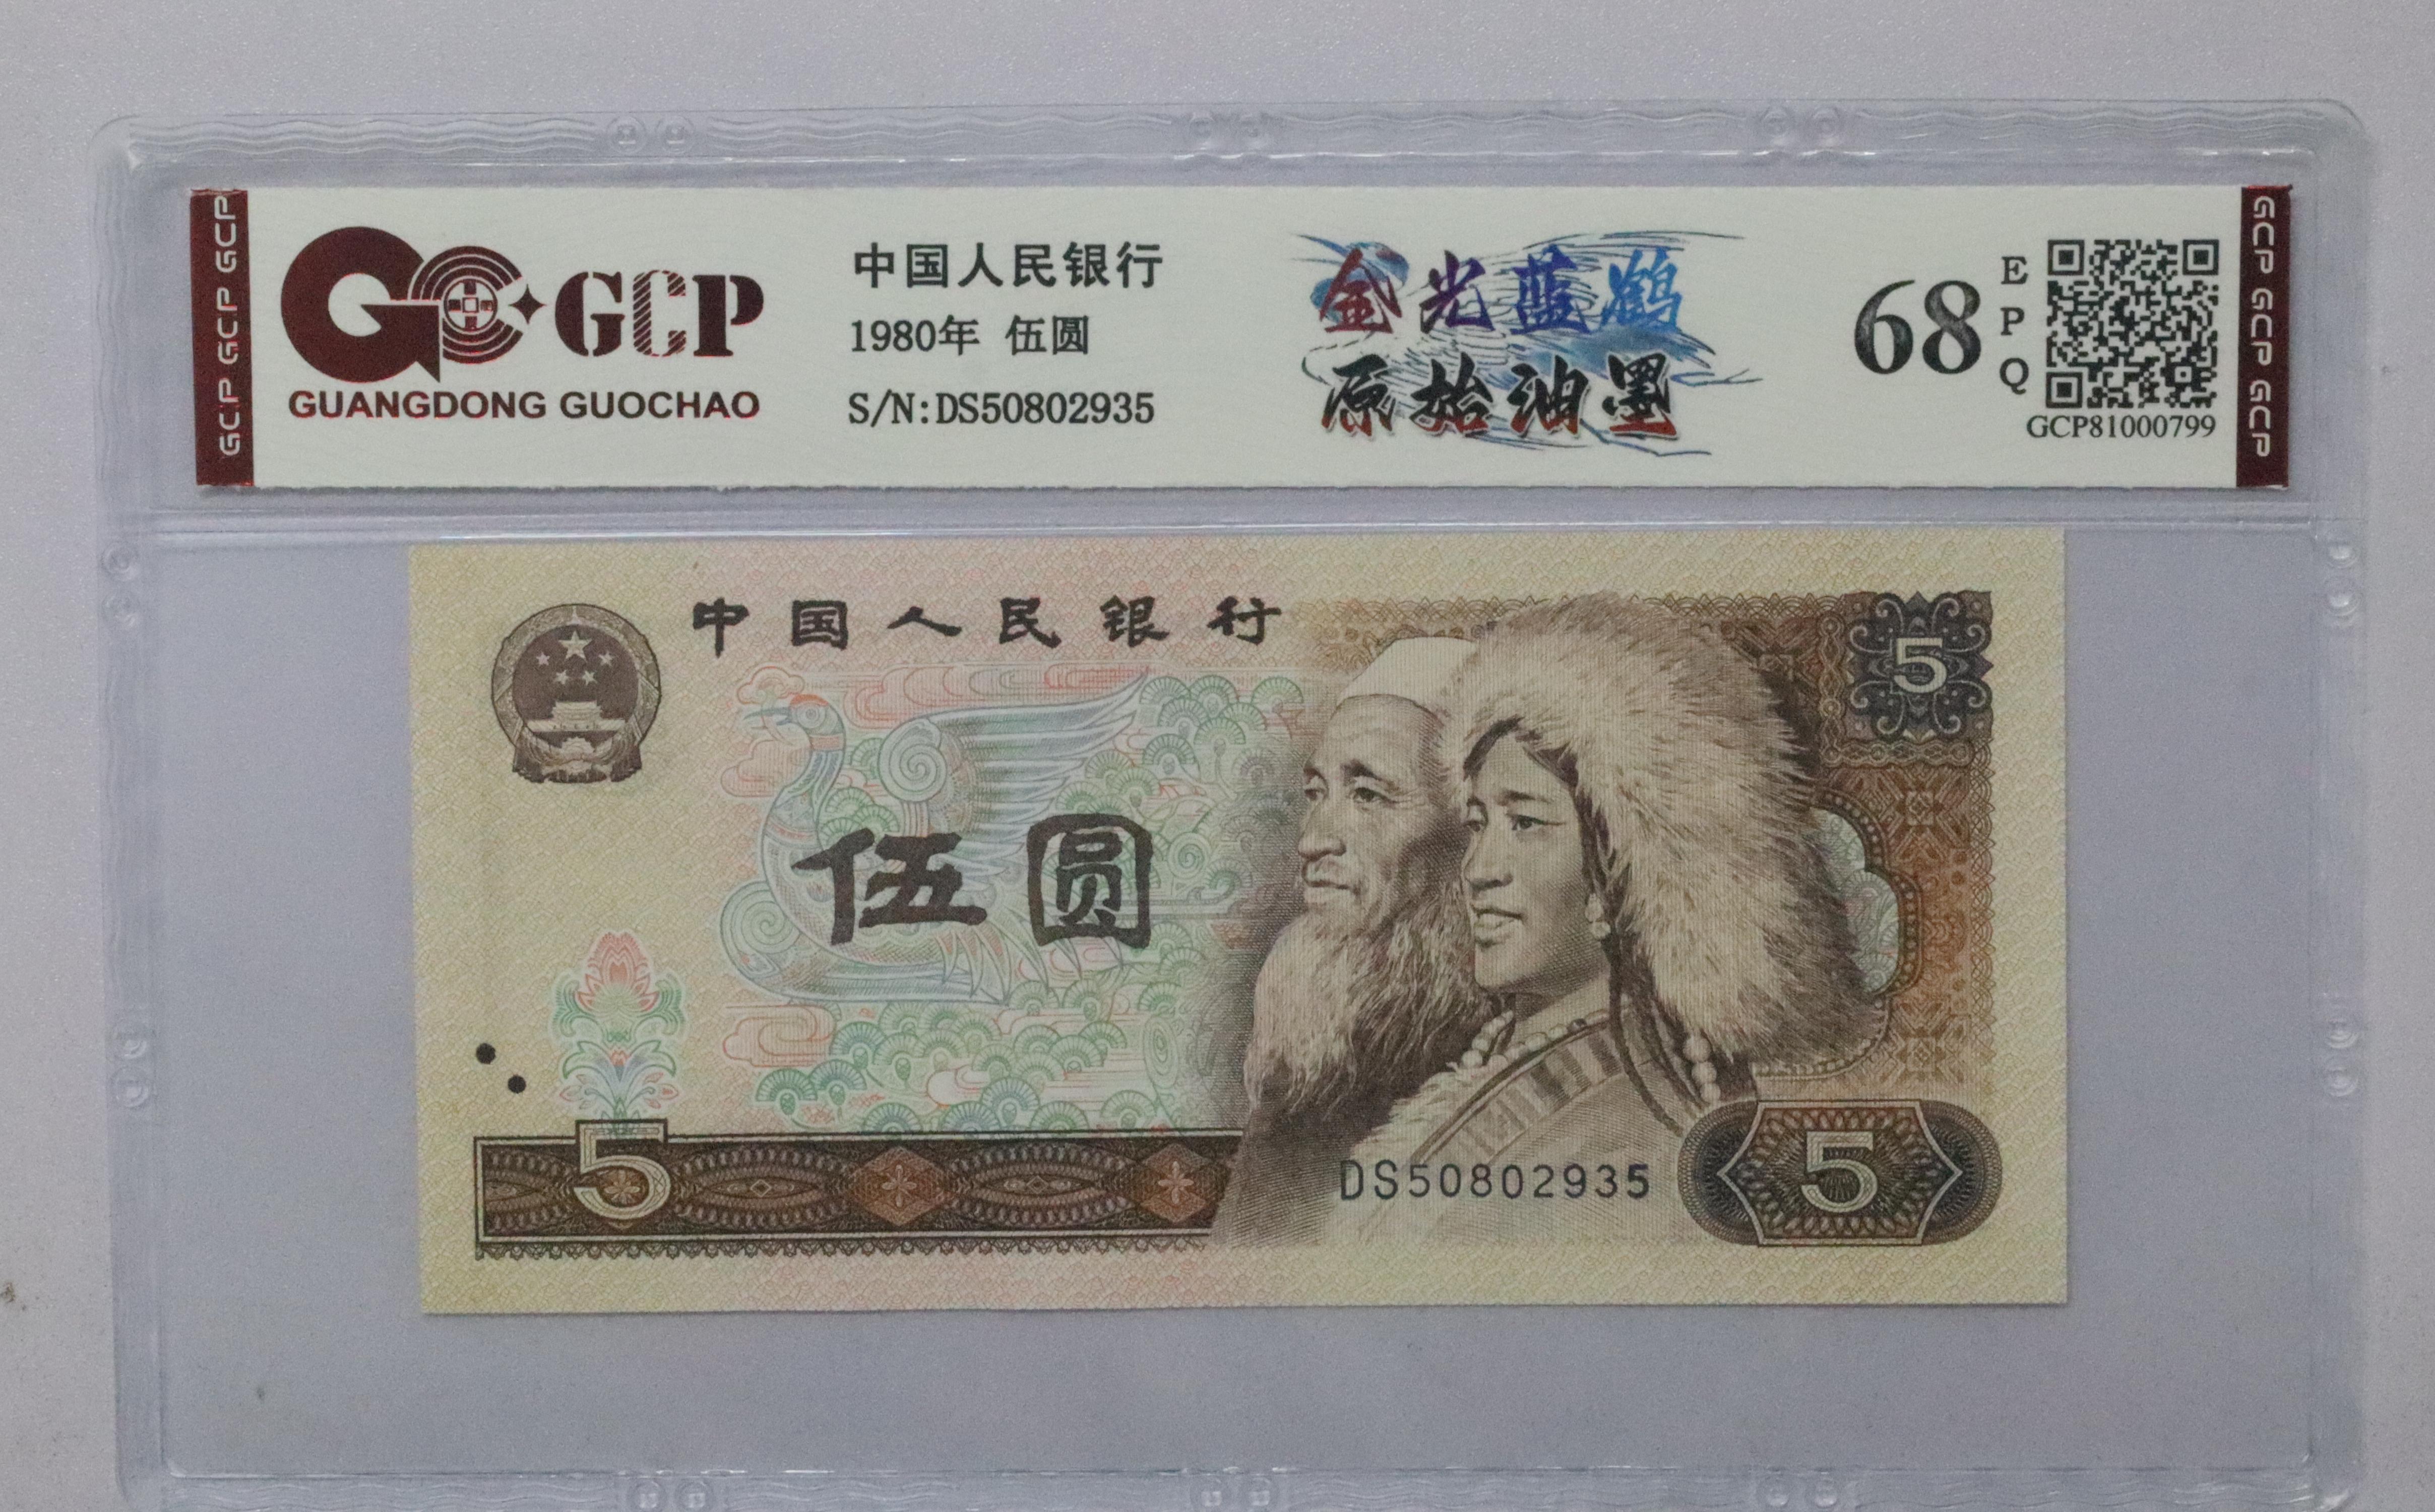 GCP GCP GCP
GCP
GUANGDONG GUOCHAO
中国人民银行
1980年 伍圆
S/N:DS50802935
金光蓝鹤
原始油墨
68
E
P
Q
GCP81000799
GCP GCP GCP
中国人民银行
5
伍圆
5
DS50802935
5